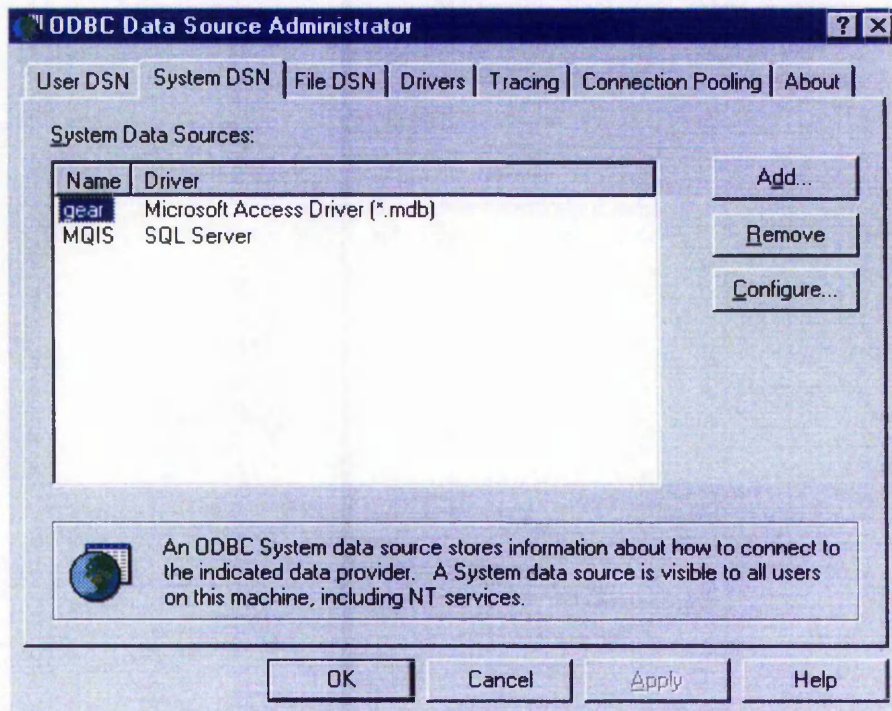 ODBC Data Source Administrator
User DSN System DSN File DSN Drivers Tracing Connection Pooling About
System Data Sources:
Name Driver
gear Microsoft Access Driver (*.mdb)
MQIS SQL Server
Add...
Remove
Configure...
An ODBC System data source stores information about how to connect to
the indicated data provider. A System data source is visible to all users
on this machine, including NT services.
OK Cancel Apply Help